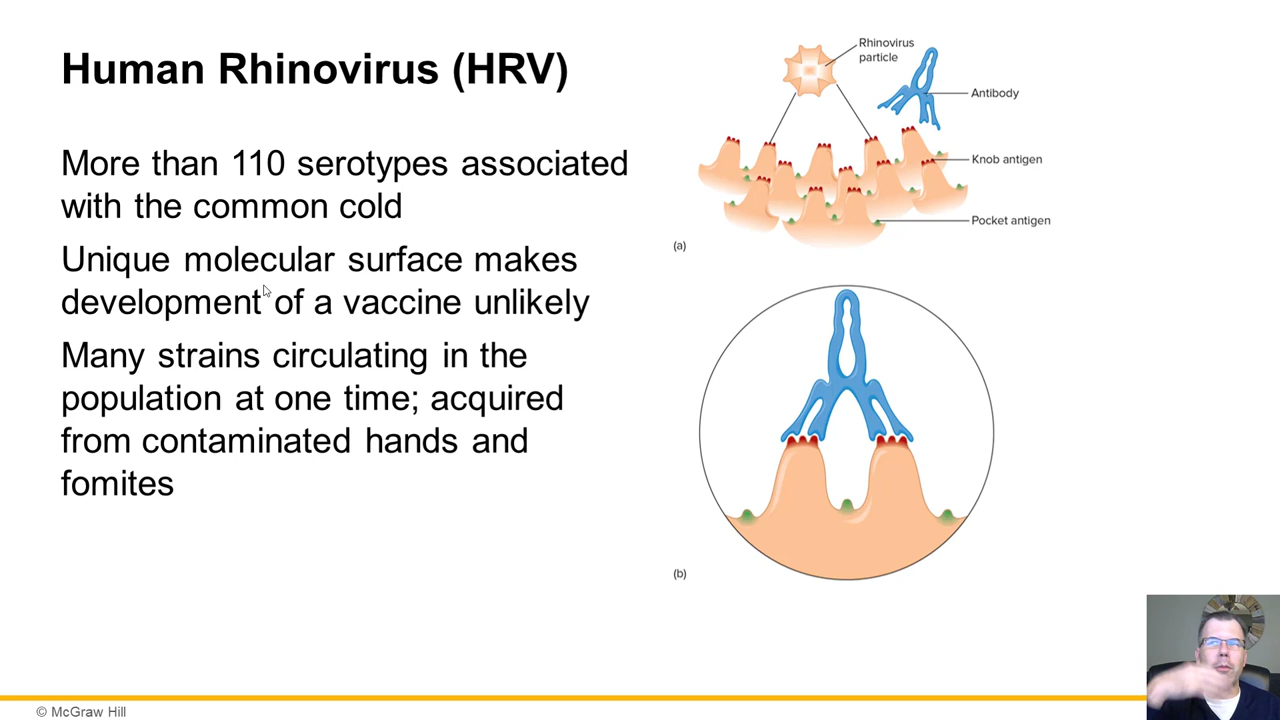 Human Rhinovirus (HRV)
More than 110 serotypes associated
with the common cold
Unique molecular surface makes
development of a vaccine unlikely
Many strains circulating in the
population at one time; acquired
from contaminated hands and
fomites
Rhinovirus
particle
Antibody
Knob antigen
Pocket antigen
(a)
(b)
© McGraw Hill